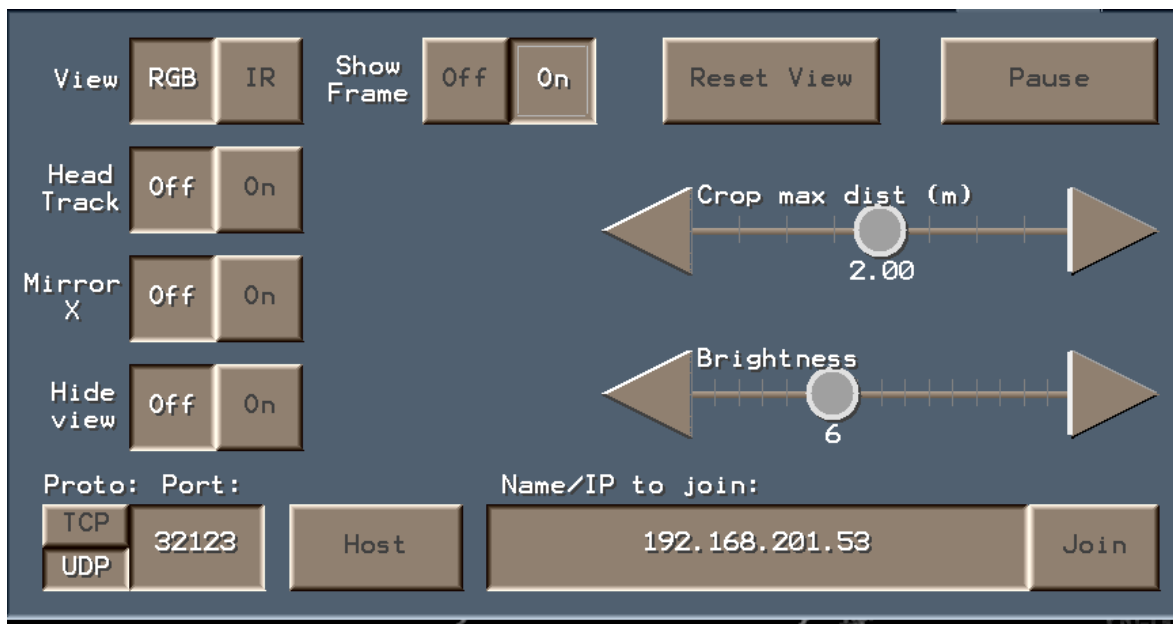 View RGB IR
Show Frame Off On
Reset View
Pause
Head Track Off On
Crop max dist (m)
2.00
Mirror X Off On
Brightness
6
Hide view Off On
Proto: Port:
TCP
UDP
32123
Host
Name/IP to join:
192.168.201.53
Join